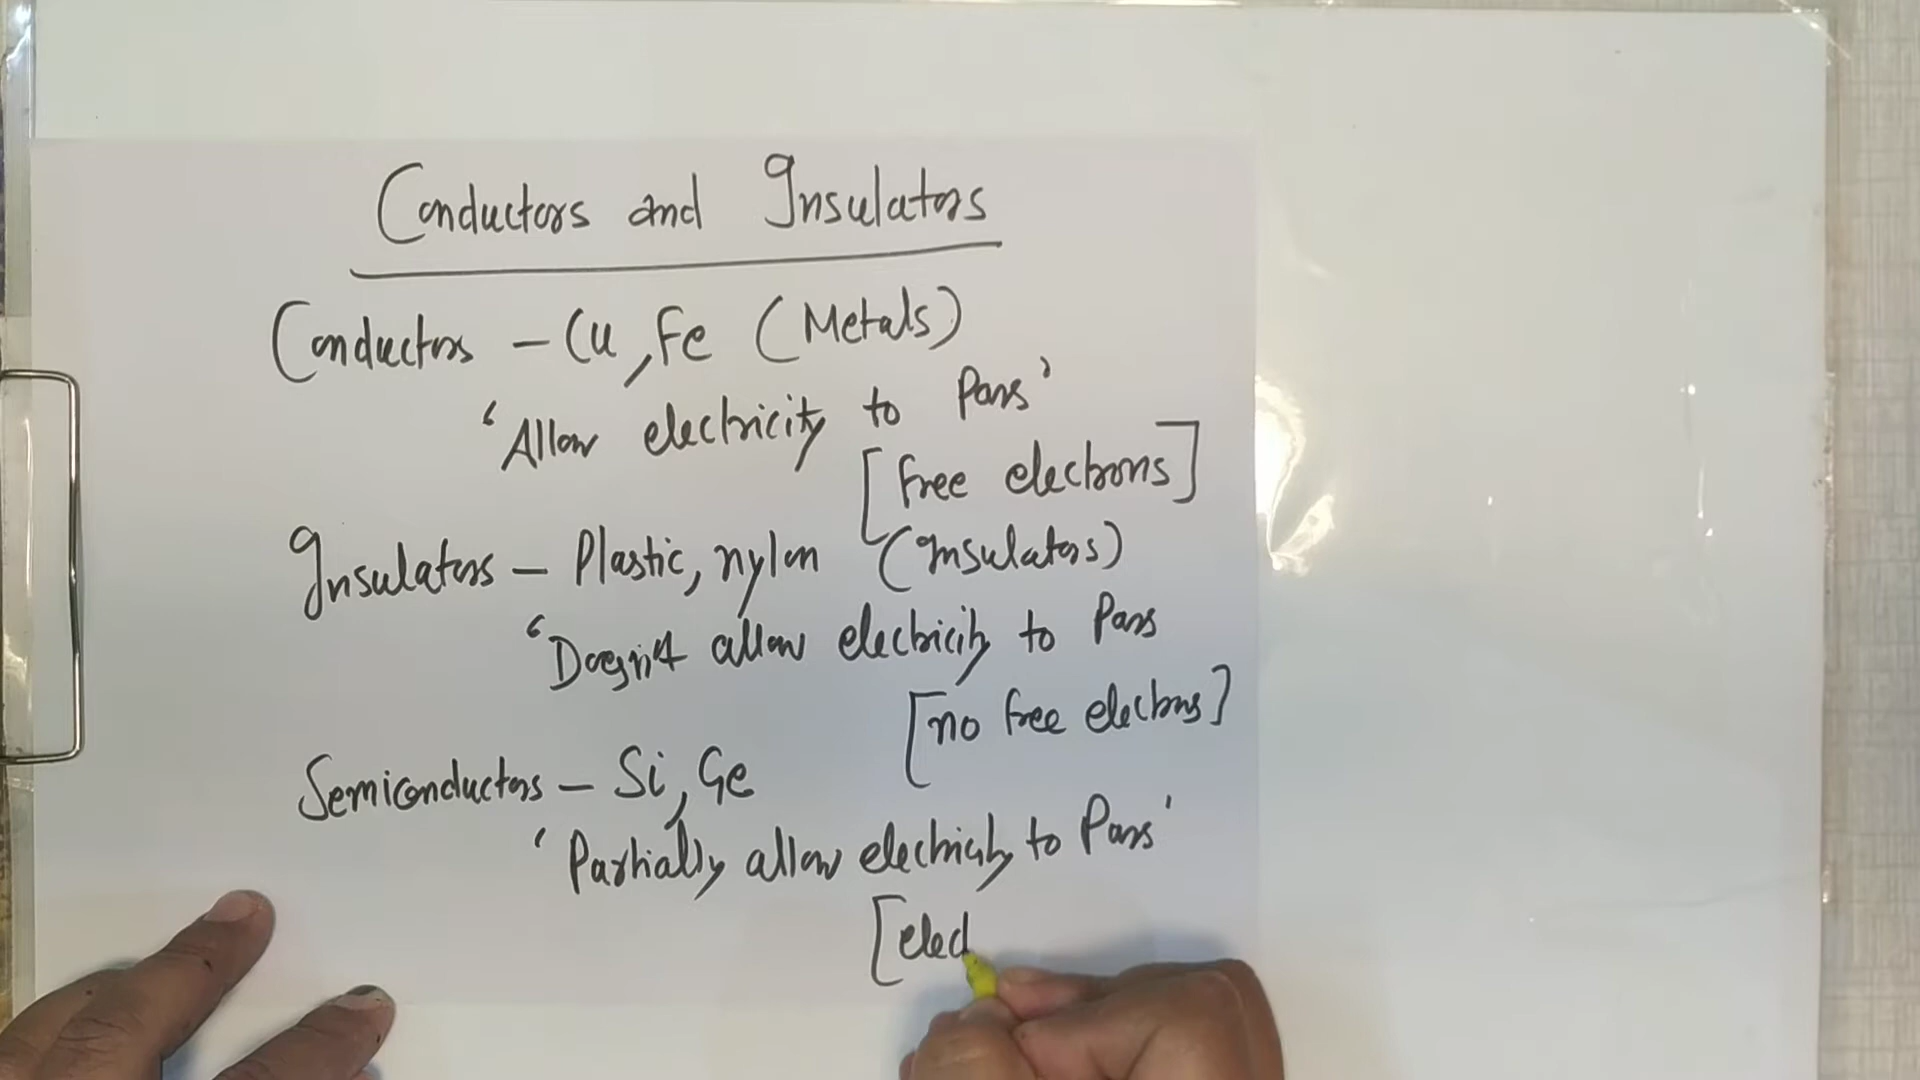 Conductors and Insulators
Conductors - Cu, Fe (Metals)
‘Allow electricity to Pass’
[Free electrons]
Insulators - Plastic, nylon (Insulators)
‘Doesn't allow electricity to Pass
[no free electrons]
Semiconductors - Si, Ge
‘Partially allow electricity to Pass’
[elect